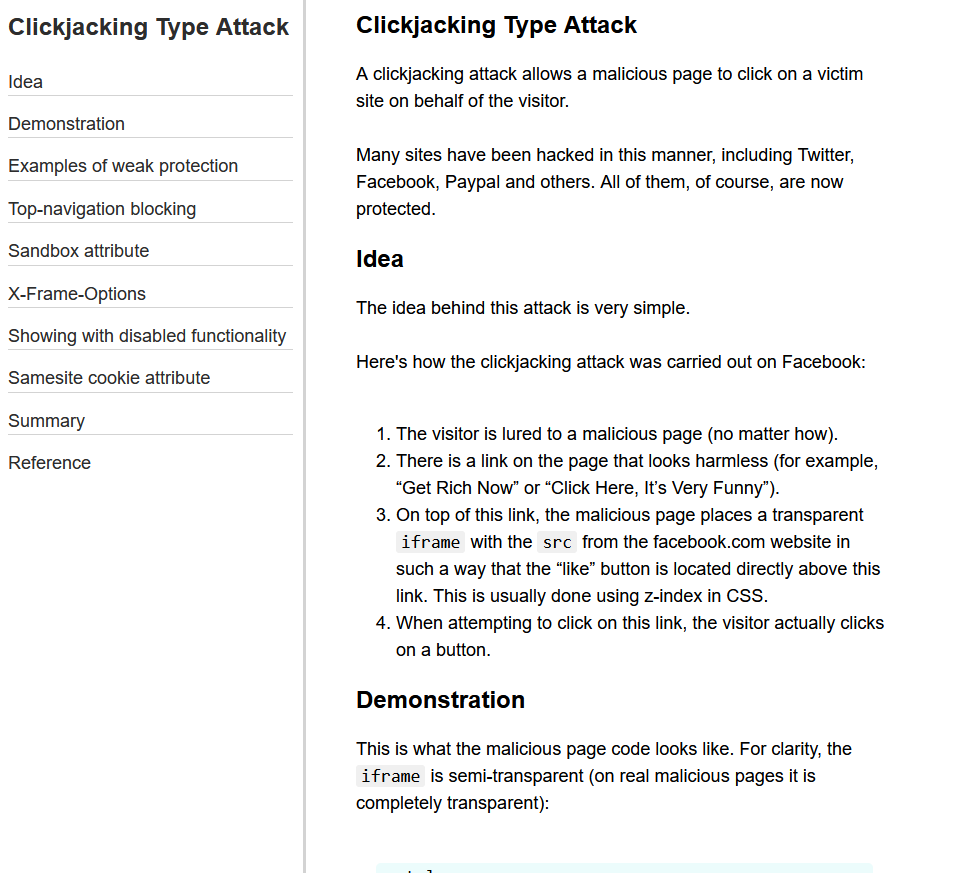 Clickjacking Type Attack
Idea
Demonstration
Examples of weak protection
Top-navigation blocking
Sandbox attribute
X-Frame-Options
Showing with disabled functionality
Samesite cookie attribute
Summary
Reference
Clickjacking Type Attack
A clickjacking attack allows a malicious page to click on a victim
site on behalf of the visitor.
Many sites have been hacked in this manner, including Twitter,
Facebook, Paypal and others. All of them, of course, are now
protected.
Idea
The idea behind this attack is very simple.
Here's how the clickjacking attack was carried out on Facebook:
1. The visitor is lured to a malicious page (no matter how).
2. There is a link on the page that looks harmless (for example,
“Get Rich Now” or “Click Here, It’s Very Funny”).
3. On top of this link, the malicious page places a transparent
iframe with the src from the facebook.com website in
such a way that the “like” button is located directly above this
link. This is usually done using z-index in CSS.
4. When attempting to click on this link, the visitor actually clicks
on a button.
Demonstration
This is what the malicious page code looks like. For clarity, the
iframe is semi-transparent (on real malicious pages it is
completely transparent):